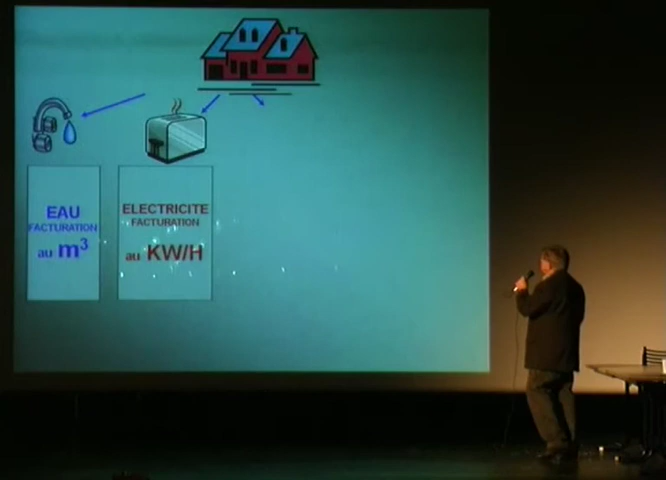 EAU
FACTURATION
au m³
ELECTRICITE
FACTURATION
au KW/H